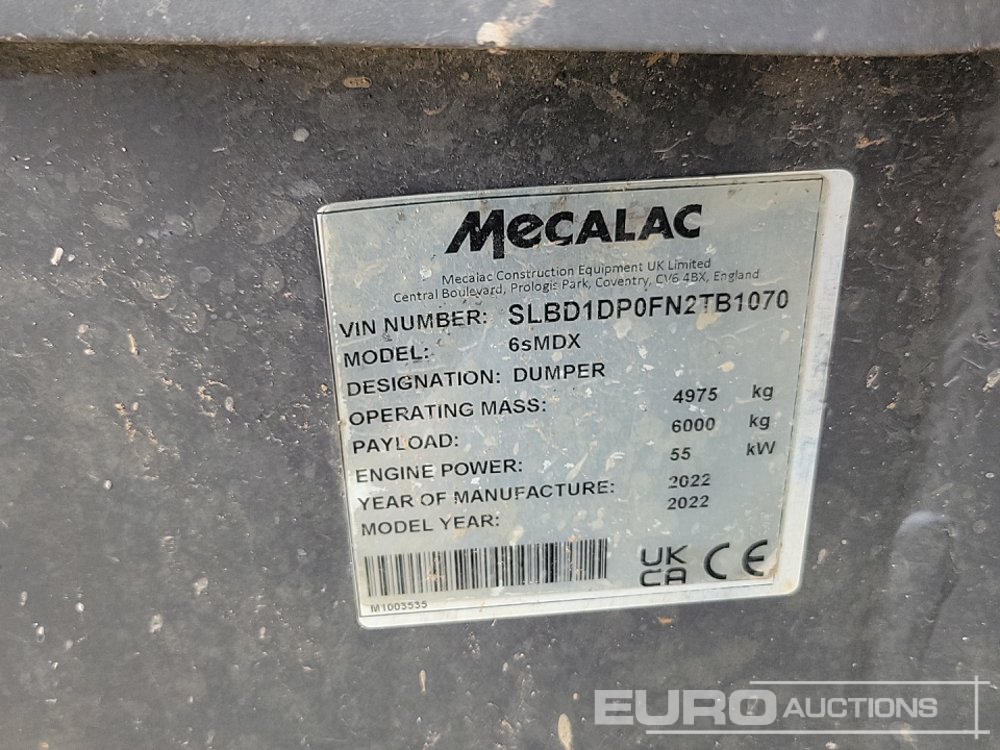 MeCALAC
Mecalac Construction Equipment UK Limited
Central Boulevard, Prologis Park, Coventry, CV6 4BX, England
VIN NUMBER: SLBD1DP0FN2TB1070
MODEL: 6sMDX
DESIGNATION: DUMPER
OPERATING MASS: 4975 kg
PAYLOAD: 6000 kg
ENGINE POWER: 55 kW
YEAR OF MANUFACTURE: 2022
MODEL YEAR: 2022
UK
CA CE
M1003535
EURO AUCTIONS